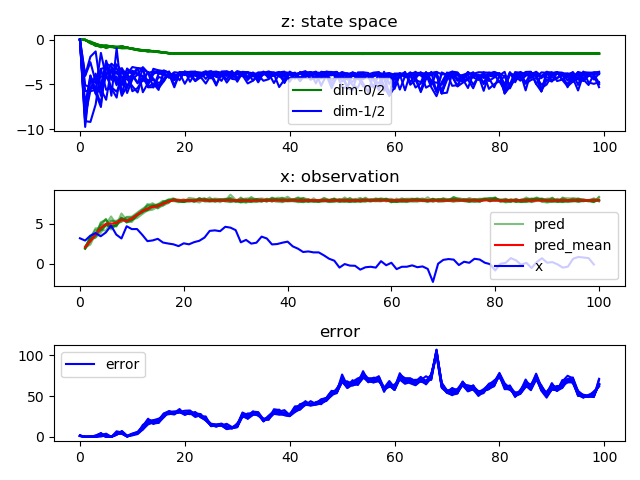 z: state space
0
−5
−10
dim-0/2
dim-1/2
0 20 40 60 80 100
x: observation
5
0
pred
pred_mean
x
0 20 40 60 80 100
error
100
50
0
error
0 20 40 60 80 100